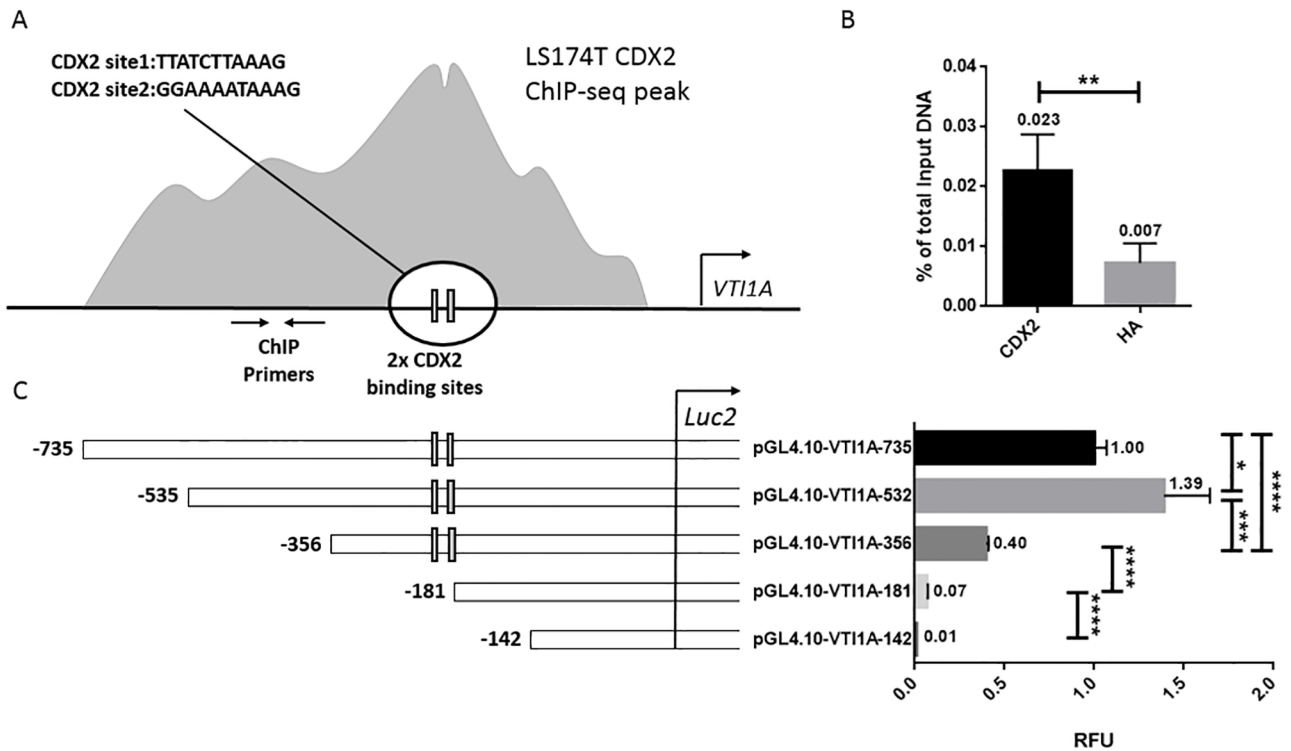 A
CDX2 site1:TTATCTTAAAG
CDX2 site2:GGAAAATAAAG
LS174T CDX2
ChIP-seq peak
VTI1A
ChIP
Primers
2x CDX2
binding sites
B
% of total Input DNA
0.04
0.03
0.02
0.01
0.00
**
0.023
0.007
CDX2
HA
C
Luc2
-735
-535
-356
-181
-142
pGL4.10-VTI1A-735
pGL4.10-VTI1A-532
pGL4.10-VTI1A-356
pGL4.10-VTI1A-181
pGL4.10-VTI1A-142
1.00
1.39
0.40
0.07
0.01
*
***
****
****
****
0.0
0.5
1.0
1.5
2.0
RFU